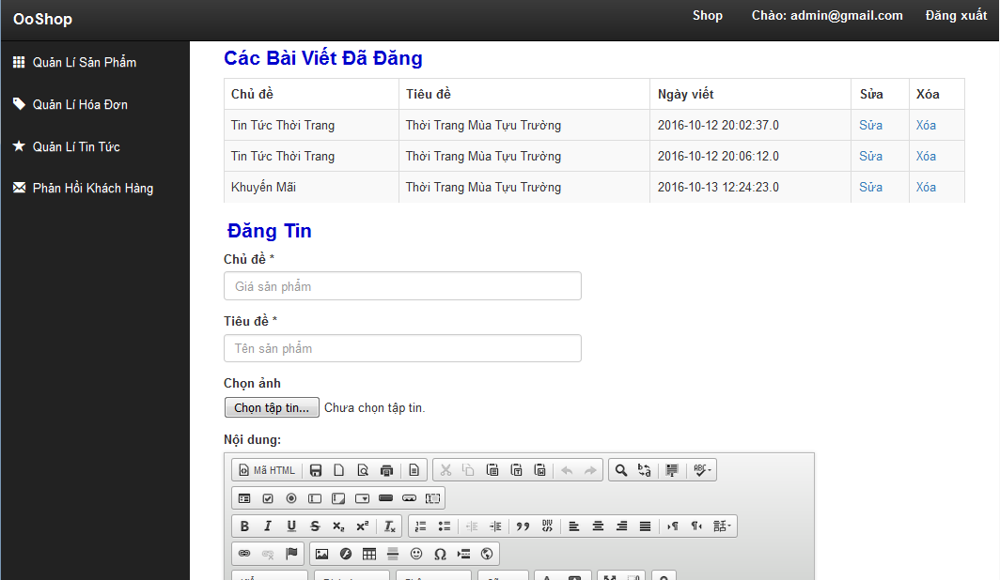 OoShop
Shop Chào: admin@gmail.com Đăng xuất
Quản Lí Sản Phẩm
Quản Lí Hóa Đơn
Quản Lí Tin Tức
Phản Hồi Khách Hàng
Các Bài Viết Đã Đăng
Chủ đề Tiêu đề Ngày viết Sửa Xóa
Tin Tức Thời Trang Thời Trang Mùa Tựu Trường 2016-10-12 20:02:37.0 Sửa Xóa
Tin Tức Thời Trang Thời Trang Mùa Tựu Trường 2016-10-12 20:06:12.0 Sửa Xóa
Khuyến Mãi Thời Trang Mùa Tựu Trường 2016-10-13 12:24:23.0 Sửa Xóa
Đăng Tin
Chủ đề *
Giá sản phẩm
Tiêu đề *
Tên sản phẩm
Chọn ảnh
Chọn tập tin... Chưa chọn tập tin.
Nội dung:
Mã HTML